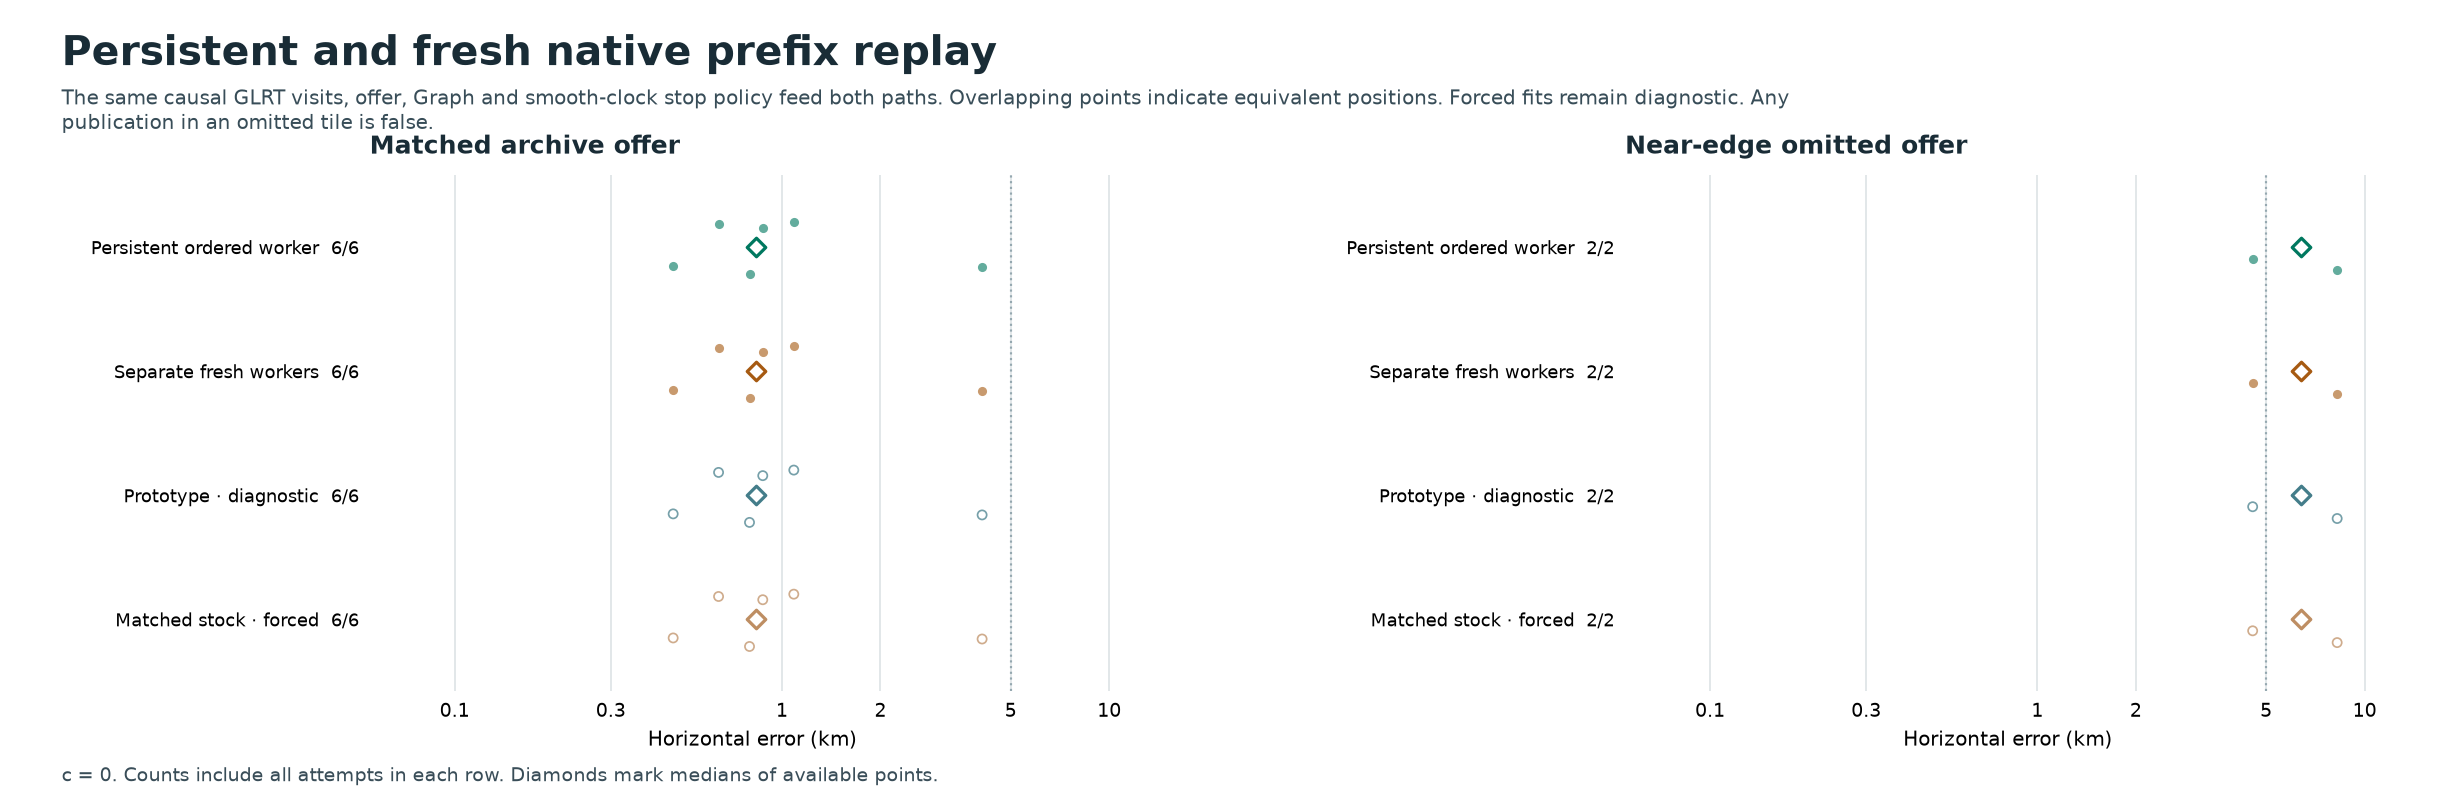 Persistent and fresh native prefix replay
The same causal GLRT visits, offer, Graph and smooth-clock stop policy feed both paths. Overlapping points indicate equivalent positions. Forced fits remain diagnostic. Any
publication in an omitted tile is false.
Matched archive offer
Persistent ordered worker 6/6
Separate fresh workers 6/6
Prototype · diagnostic 6/6
Matched stock · forced 6/6
0.1 0.3 1 2 5 10
Horizontal error (km)
Near-edge omitted offer
Persistent ordered worker 2/2
Separate fresh workers 2/2
Prototype · diagnostic 2/2
Matched stock · forced 2/2
0.1 0.3 1 2 5 10
Horizontal error (km)
c = 0. Counts include all attempts in each row. Diamonds mark medians of available points.